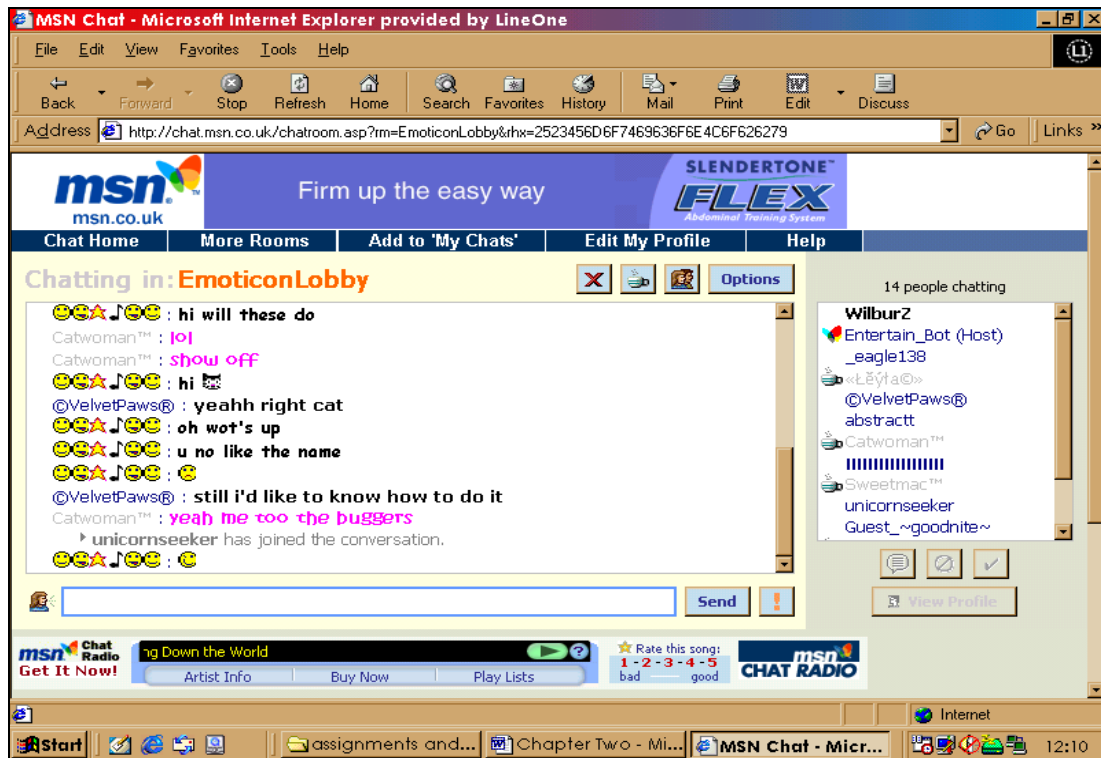 MSN Chat - Microsoft Internet Explorer provided by LineOne
File Edit View Favorites Tools Help
Back Forward Stop Refresh Home Search Favorites History Mail Print Edit Discuss
Address http://chat.msn.co.uk/chatroom.asp?rm=EmoticonLobby&rhx=2523456D6F7469636F6E4C6F626279 Go Links »
msn
msn.co.uk
Firm up the easy way
SLENDERTONE™
FLEX
Abdominal Training System
Chat Home More Rooms Add to 'My Chats' Edit My Profile Help
Chatting in: EmoticonLobby Options
14 people chatting
: hi will these do
Catwoman™ : lol
Catwoman™ : show off
: hi
©VelvetPaws® : yeahh right cat
: oh wot's up
: u no like the name
:
©VelvetPaws® : still i'd like to know how to do it
Catwoman™ : yeah me too the buggers
unicornseeker has joined the conversation.
:
WilburZ
Entertain_Bot (Host)
_eagle138
«Łĕýťa©»
©VelvetPaws®
abstractt
Catwoman™
Sweetmac™
unicornseeker
Guest_~goodnite~
Send !
View Profile
msn Chat Radio
Get It Now!
ng Down the World ?
Artist Info Buy Now Play Lists
Rate this song:
1 - 2 - 3 - 4 - 5
bad good
msn
CHAT RADIO
Internet
Start assignments and... Chapter Two - Mi... MSN Chat - Micr... 12:10